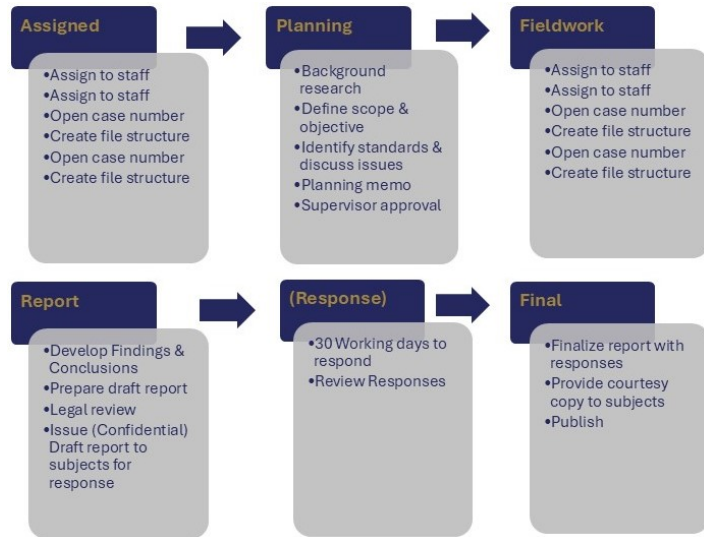 Assigned
•Assign to staff
•Assign to staff
•Open case number
•Create file structure
•Open case number
•Create file structure
Planning
•Background
research
•Define scope &
objective
•Identify standards &
discuss issues
•Planning memo
•Supervisor approval
Fieldwork
•Assign to staff
•Assign to staff
•Open case number
•Create file structure
•Open case number
•Create file structure
Report
•Develop Findings &
Conclusions
•Prepare draft report
•Legal review
•Issue (Confidential)
Draft report to
subjects for
response
(Response)
•30 Working days to
respond
•Review Responses
Final
•Finalize report with
responses
•Provide courtesy
copy to subjects
•Publish